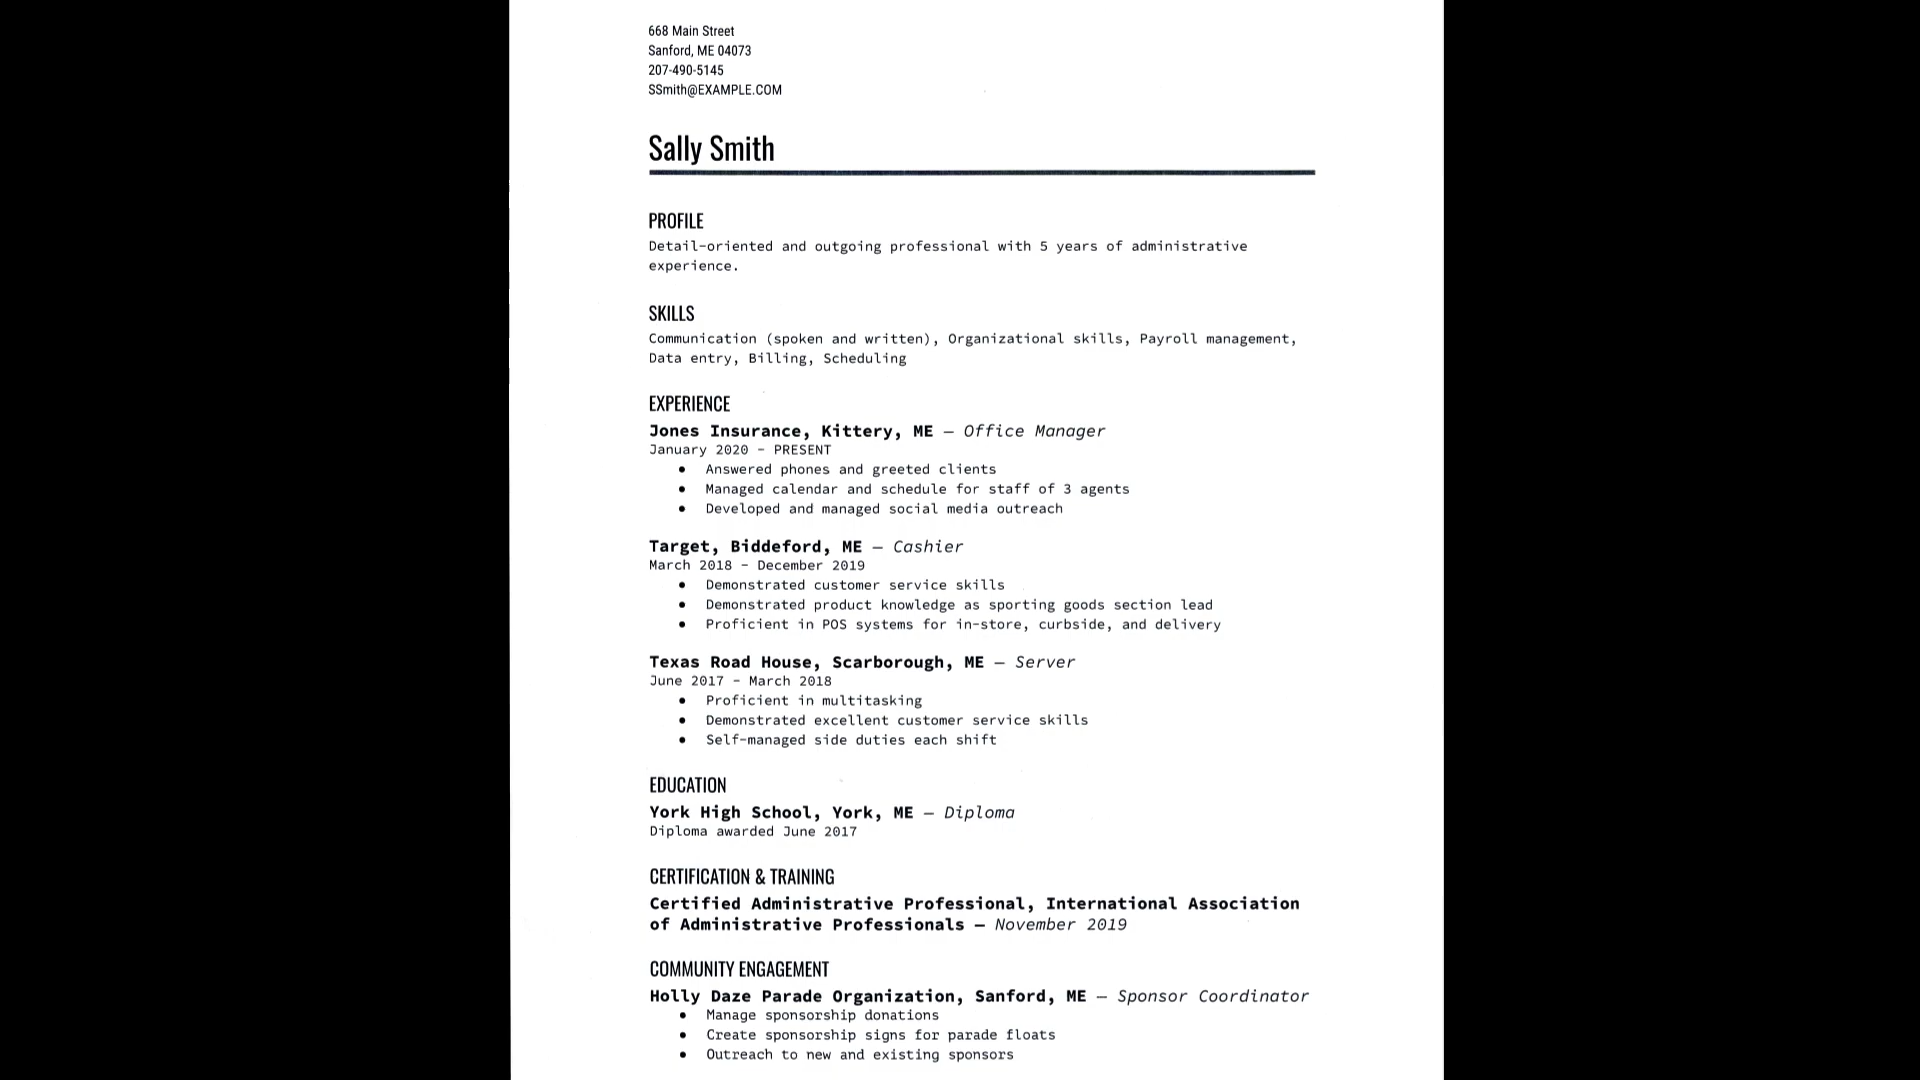 668 Main Street
Sanford, ME 04073
207-490-5145
SSmith@EXAMPLE.COM
Sally Smith
PROFILE
Detail-oriented and outgoing professional with 5 years of administrative
experience.
SKILLS
Communication (spoken and written), Organizational skills, Payroll management,
Data entry, Billing, Scheduling
EXPERIENCE
Jones Insurance, Kittery, ME — Office Manager
January 2020 - PRESENT
● Answered phones and greeted clients
● Managed calendar and schedule for staff of 3 agents
● Developed and managed social media outreach
Target, Biddeford, ME — Cashier
March 2018 - December 2019
● Demonstrated customer service skills
● Demonstrated product knowledge as sporting goods section lead
● Proficient in POS systems for in-store, curbside, and delivery
Texas Road House, Scarborough, ME — Server
June 2017 - March 2018
● Proficient in multitasking
● Demonstrated excellent customer service skills
● Self-managed side duties each shift
EDUCATION
York High School, York, ME — Diploma
Diploma awarded June 2017
CERTIFICATION & TRAINING
Certified Administrative Professional, International Association
of Administrative Professionals — November 2019
COMMUNITY ENGAGEMENT
Holly Daze Parade Organization, Sanford, ME — Sponsor Coordinator
● Manage sponsorship donations
● Create sponsorship signs for parade floats
● Outreach to new and existing sponsors